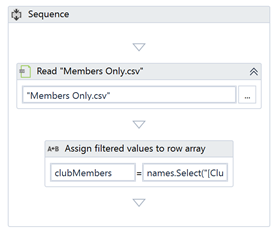 Sequence
Read "Members Only.csv"
"Members Only.csv"
...
A+B Assign filtered values to row array
clubMembers = names.Select("[Clu